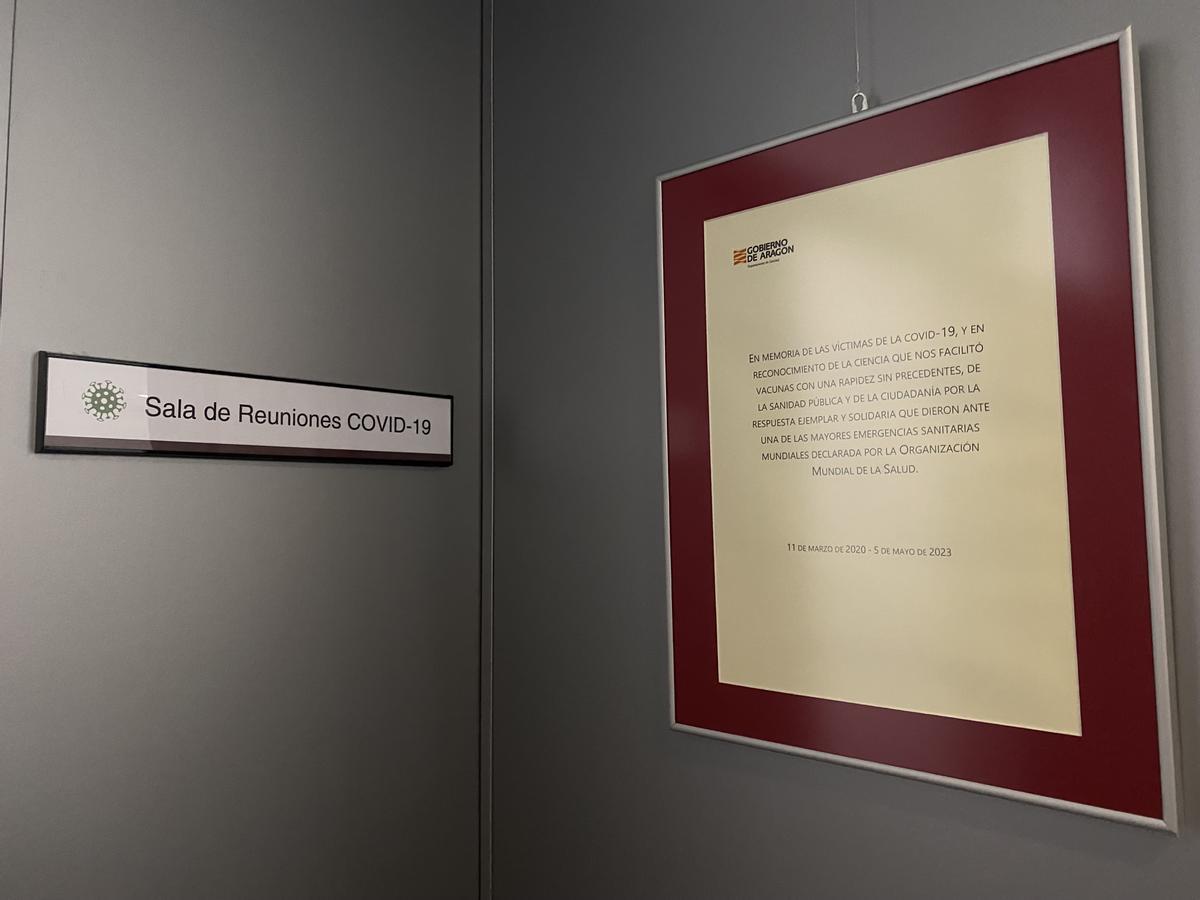 Sala de Reuniones COVID-19
GOBIERNO
DE ARAGON
Departamento de Sanidad
EN MEMORIA DE LAS VÍCTIMAS DE LA COVID-19, Y EN
RECONOCIMIENTO DE LA CIENCIA QUE NOS FACILITÓ
VACUNAS CON UNA RAPIDEZ SIN PRECEDENTES, DE
LA SANIDAD PÚBLICA Y DE LA CIUDADANÍA POR LA
RESPUESTA EJEMPLAR Y SOLIDARIA QUE DIERON ANTE
UNA DE LAS MAYORES EMERGENCIAS SANITARIAS
MUNDIALES DECLARADA POR LA ORGANIZACIÓN
MUNDIAL DE LA SALUD.
11 DE MARZO DE 2020 - 5 DE MAYO DE 2023